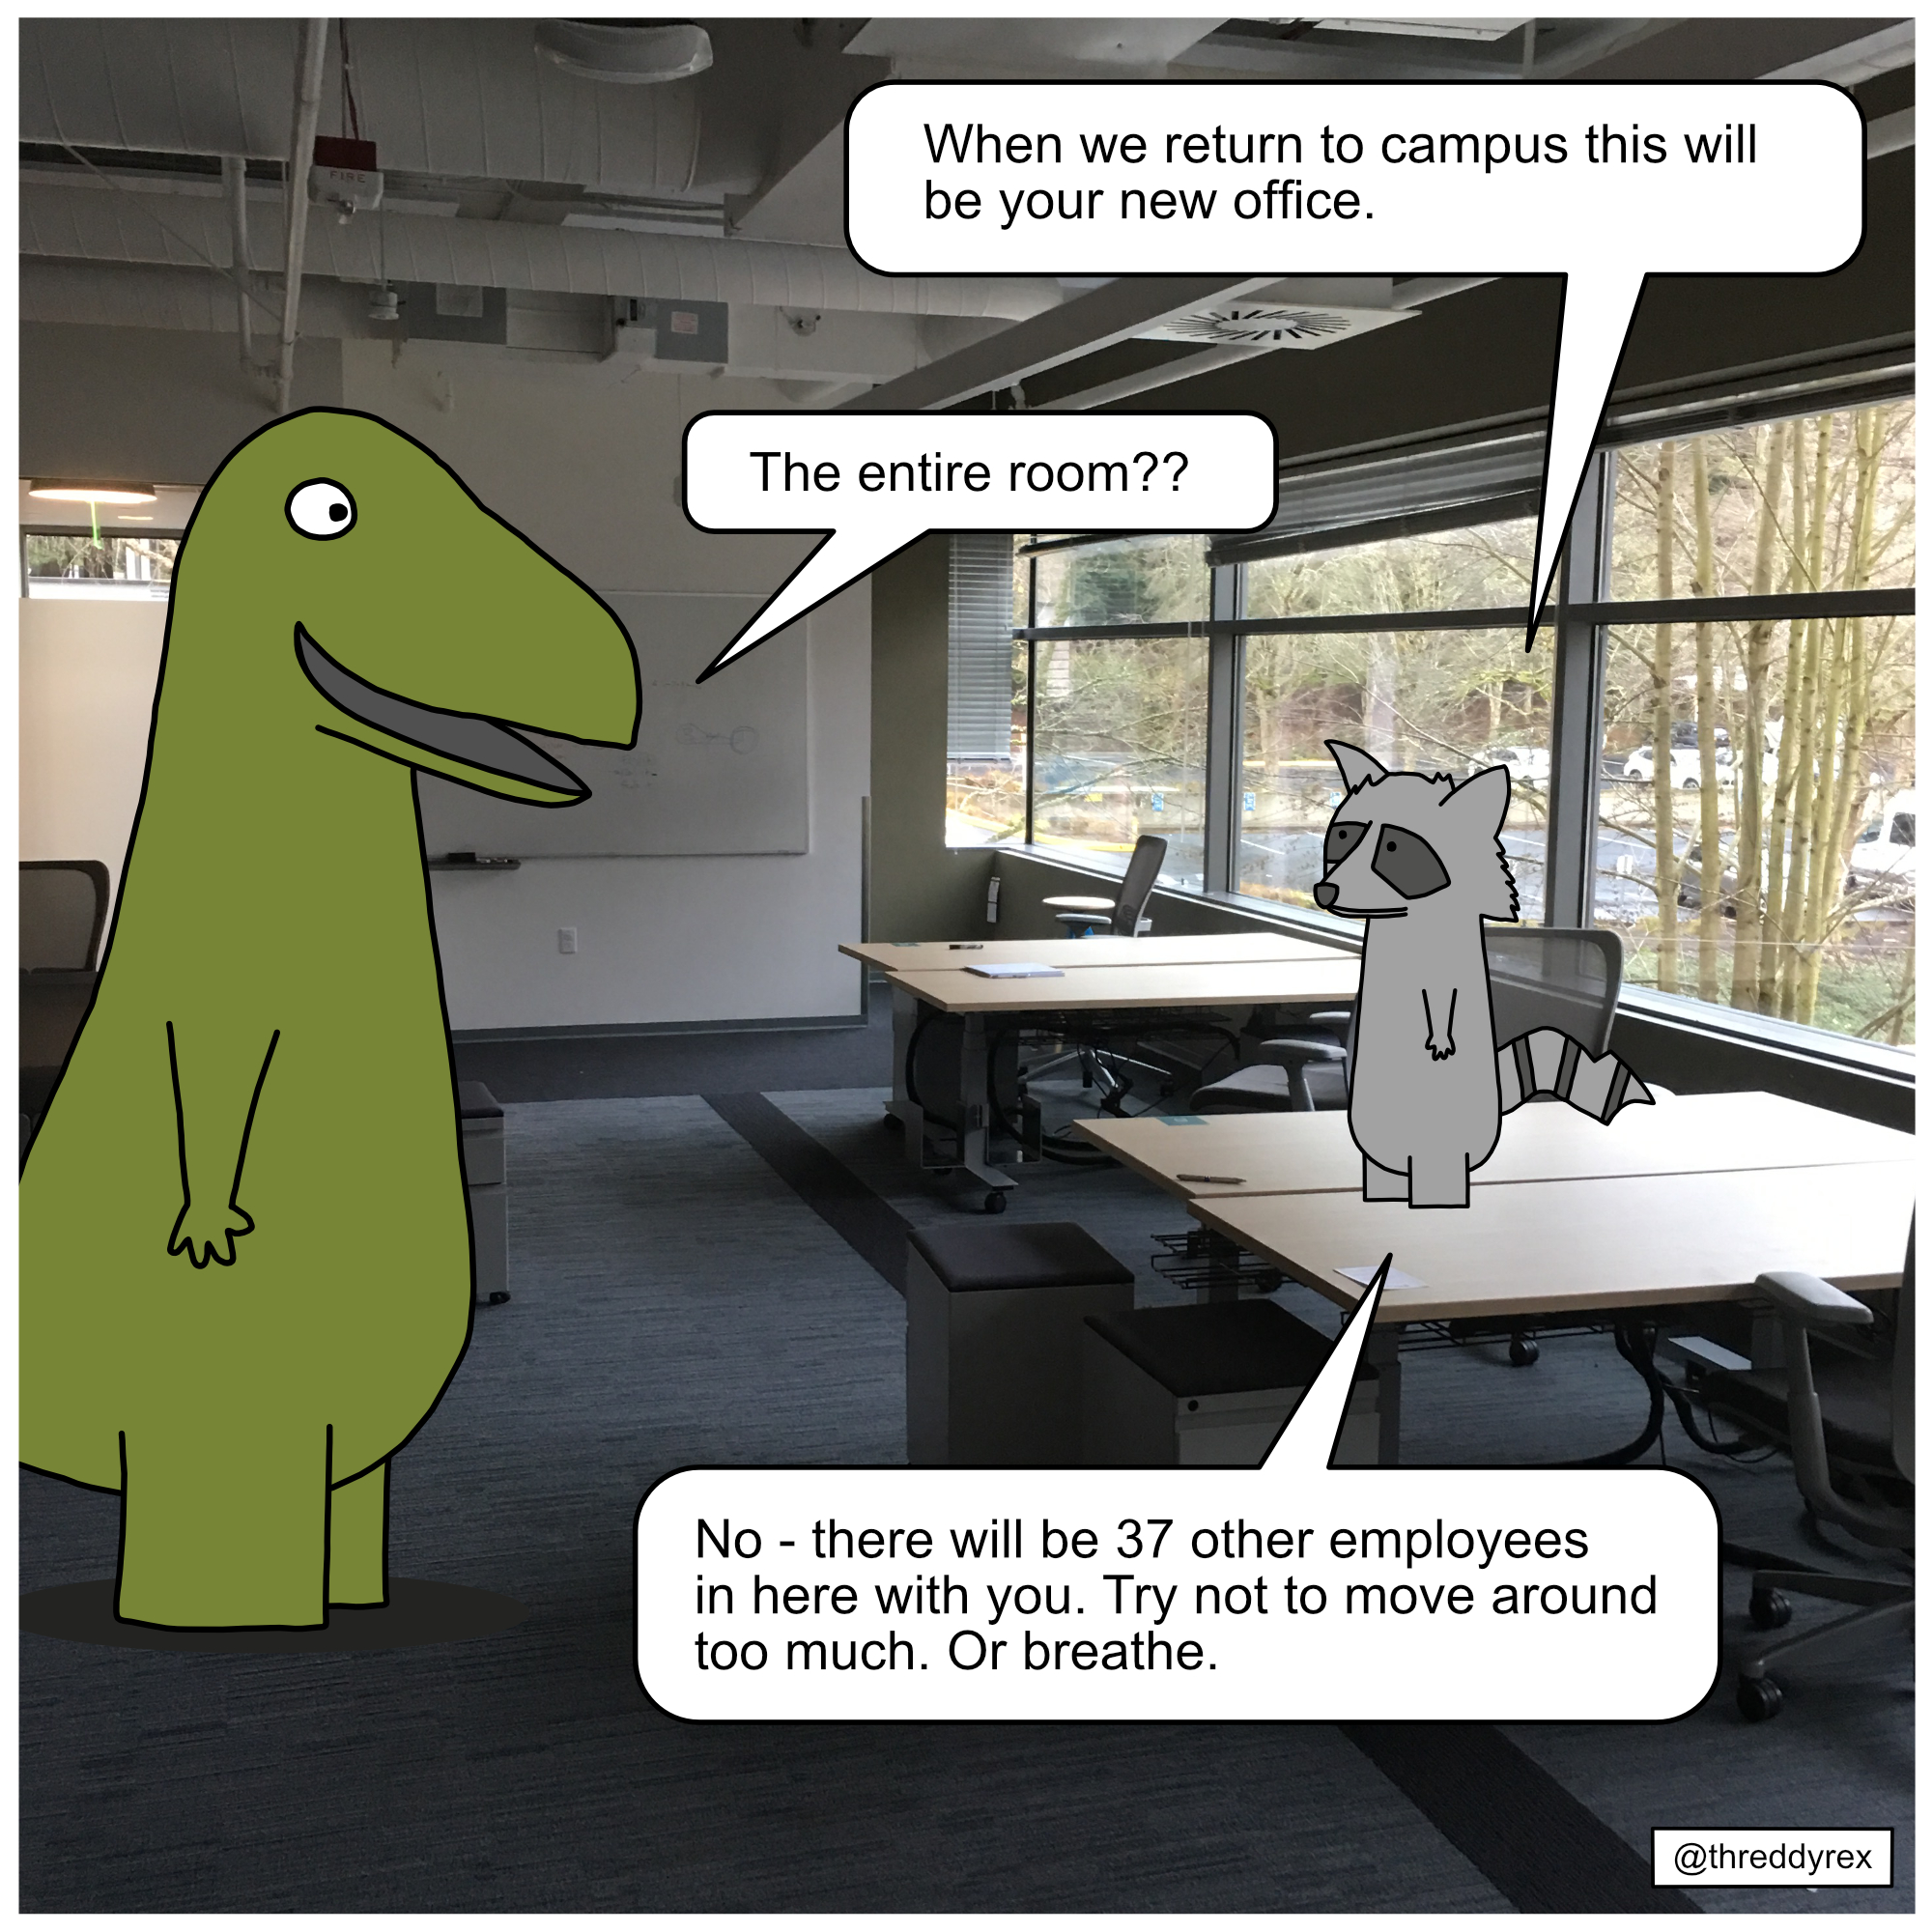 When we return to campus this will
be your new office.
The entire room??
No - there will be 37 other employees
in here with you. Try not to move around
too much. Or breathe.
@threddyrex
FIRE